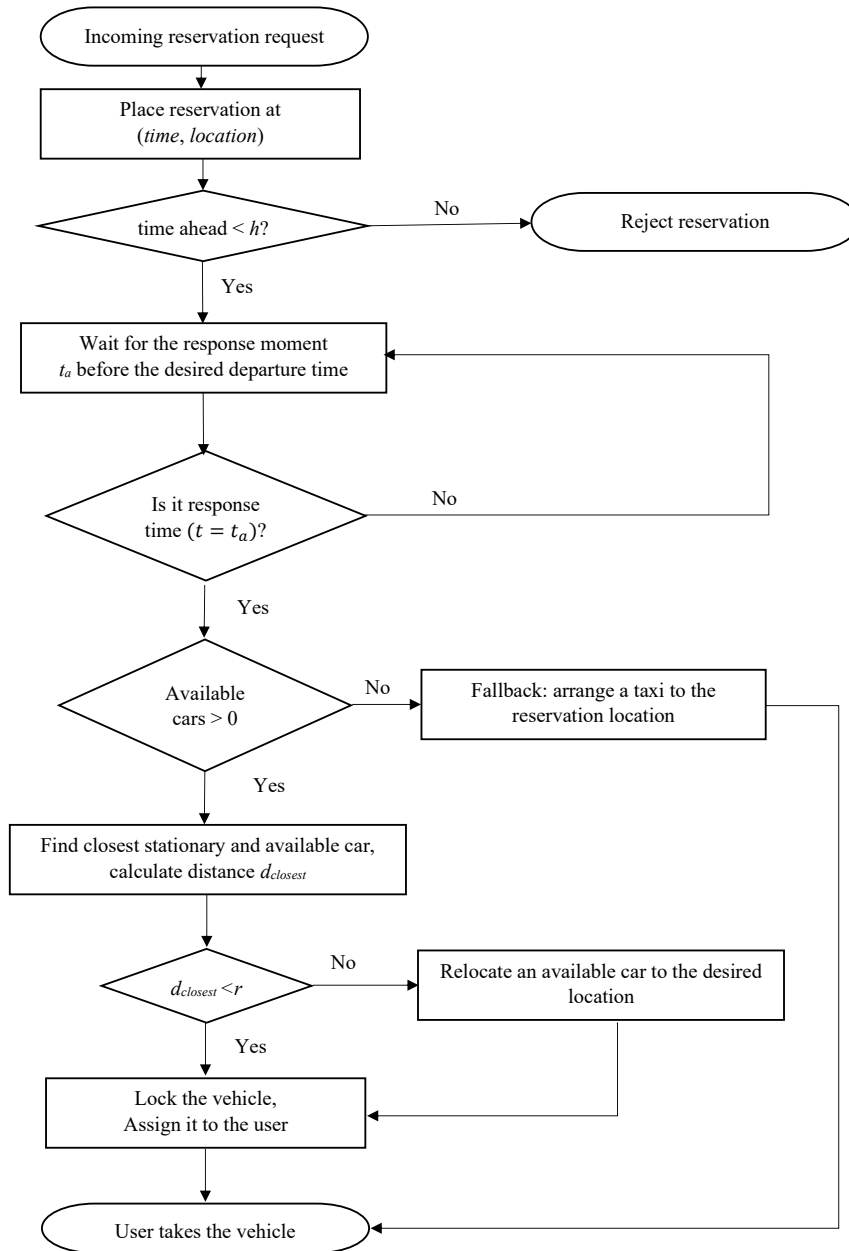 Incoming reservation request
Place reservation at
(time, location)
time ahead < h?
No
Reject reservation
Yes
Wait for the response moment
tₐ before the desired departure time
Is it response
time (t = tₐ)?
No
Yes
Available
cars > 0
No
Fallback: arrange a taxi to the
reservation location
Yes
Find closest stationary and available car,
calculate distance d_closest
d_closest <r
No
Relocate an available car to the desired
location
Yes
Lock the vehicle,
Assign it to the user
User takes the vehicle